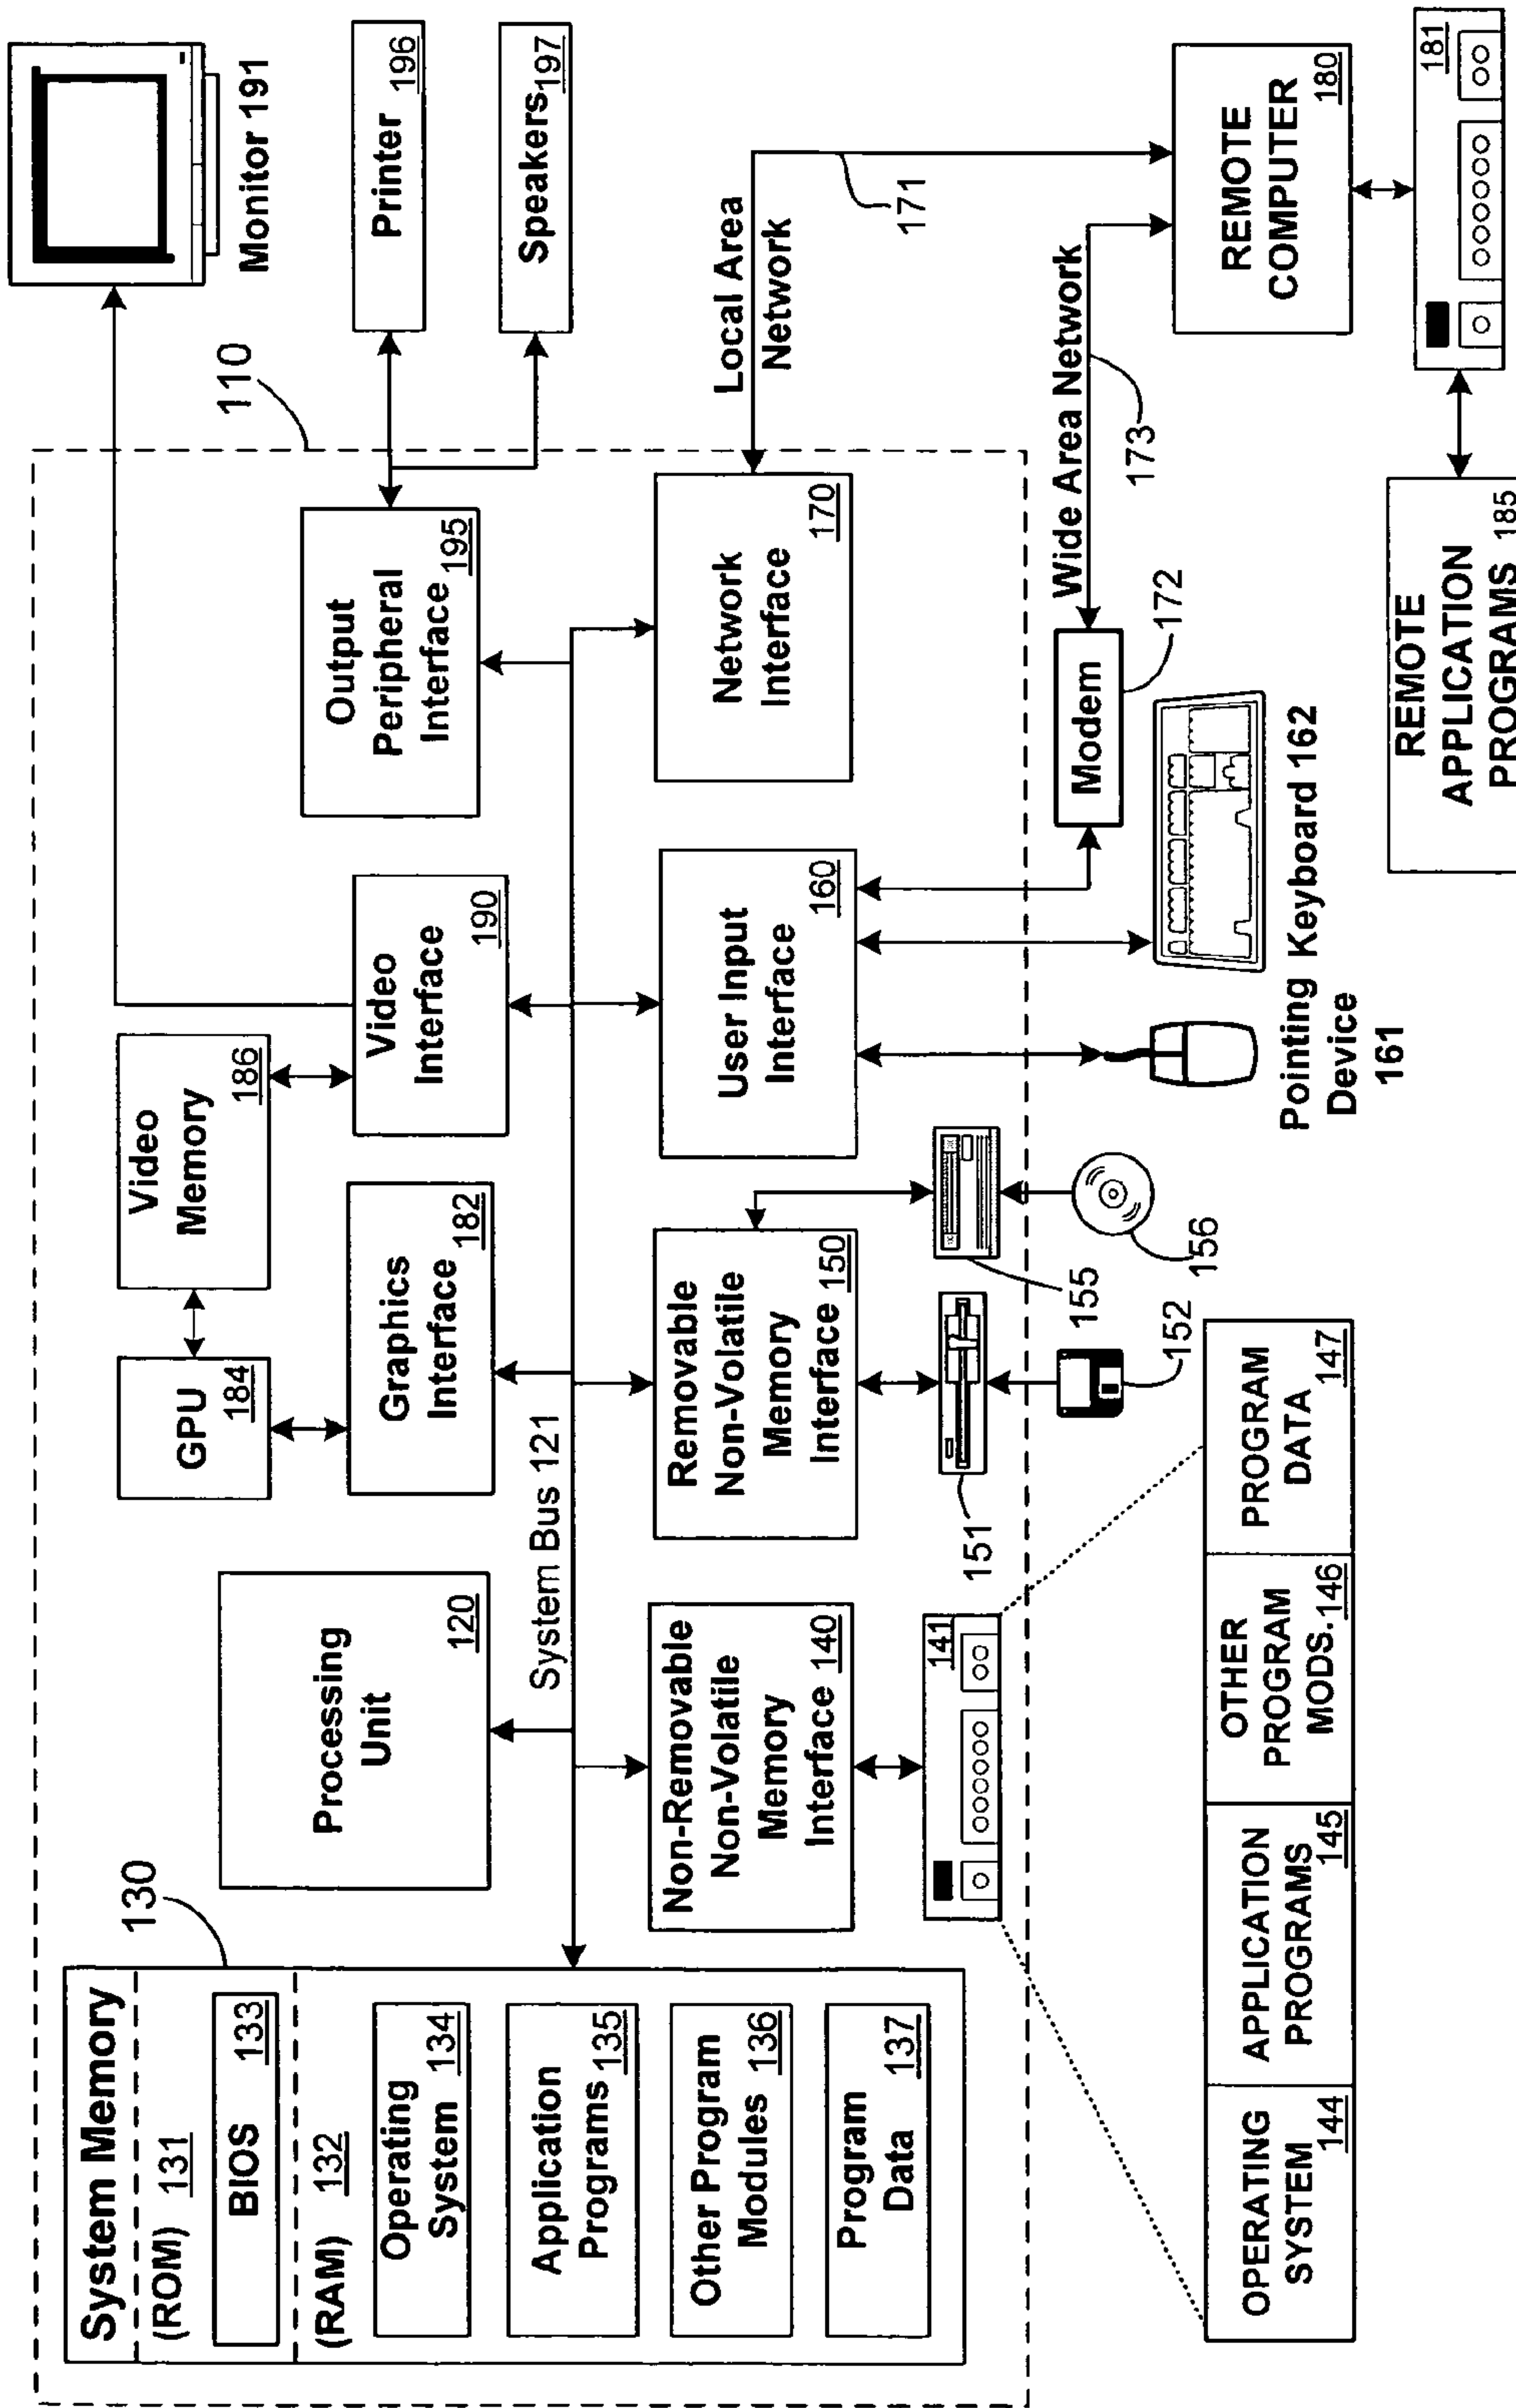 System Memory
(ROM) 131
BIOS 133
(RAM) 132
Operating
System 134
Application
Programs 135
Other Program
Modules 136
Program
Data 137
130
Processing
Unit
120
System Bus 121
GPU
184
Video
Memory
186
Graphics
Interface
182
Video
Interface
190
Output
Peripheral
Interface 195
110
Monitor 191
Printer
196
Speakers 197
Non-Removable
Non-Volatile
Memory
Interface 140
Removable
Non-Volatile
Memory
Interface 150
User Input
Interface
160
Network
Interface
170
Local Area
Network
171
141
151
155
152
156
Modem
172
Wide Area Network
173
Pointing
Device
161
Keyboard 162
REMOTE
COMPUTER
180
181
REMOTE
APPLICATION
PROGRAMS 185
OPERATING
SYSTEM
144
APPLICATION
PROGRAMS
145
OTHER
PROGRAM
MODS. 146
PROGRAM
DATA
147